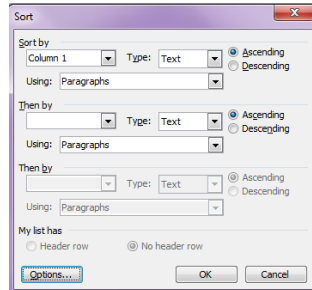 Sort
Sort by
Column 1 Type: Text Ascending
Descending
Using: Paragraphs
Then by
Type: Text Ascending
Descending
Using: Paragraphs
Then by
Type: Text Ascending
Descending
Using: Paragraphs
My list has
Header row No header row
Options... OK Cancel